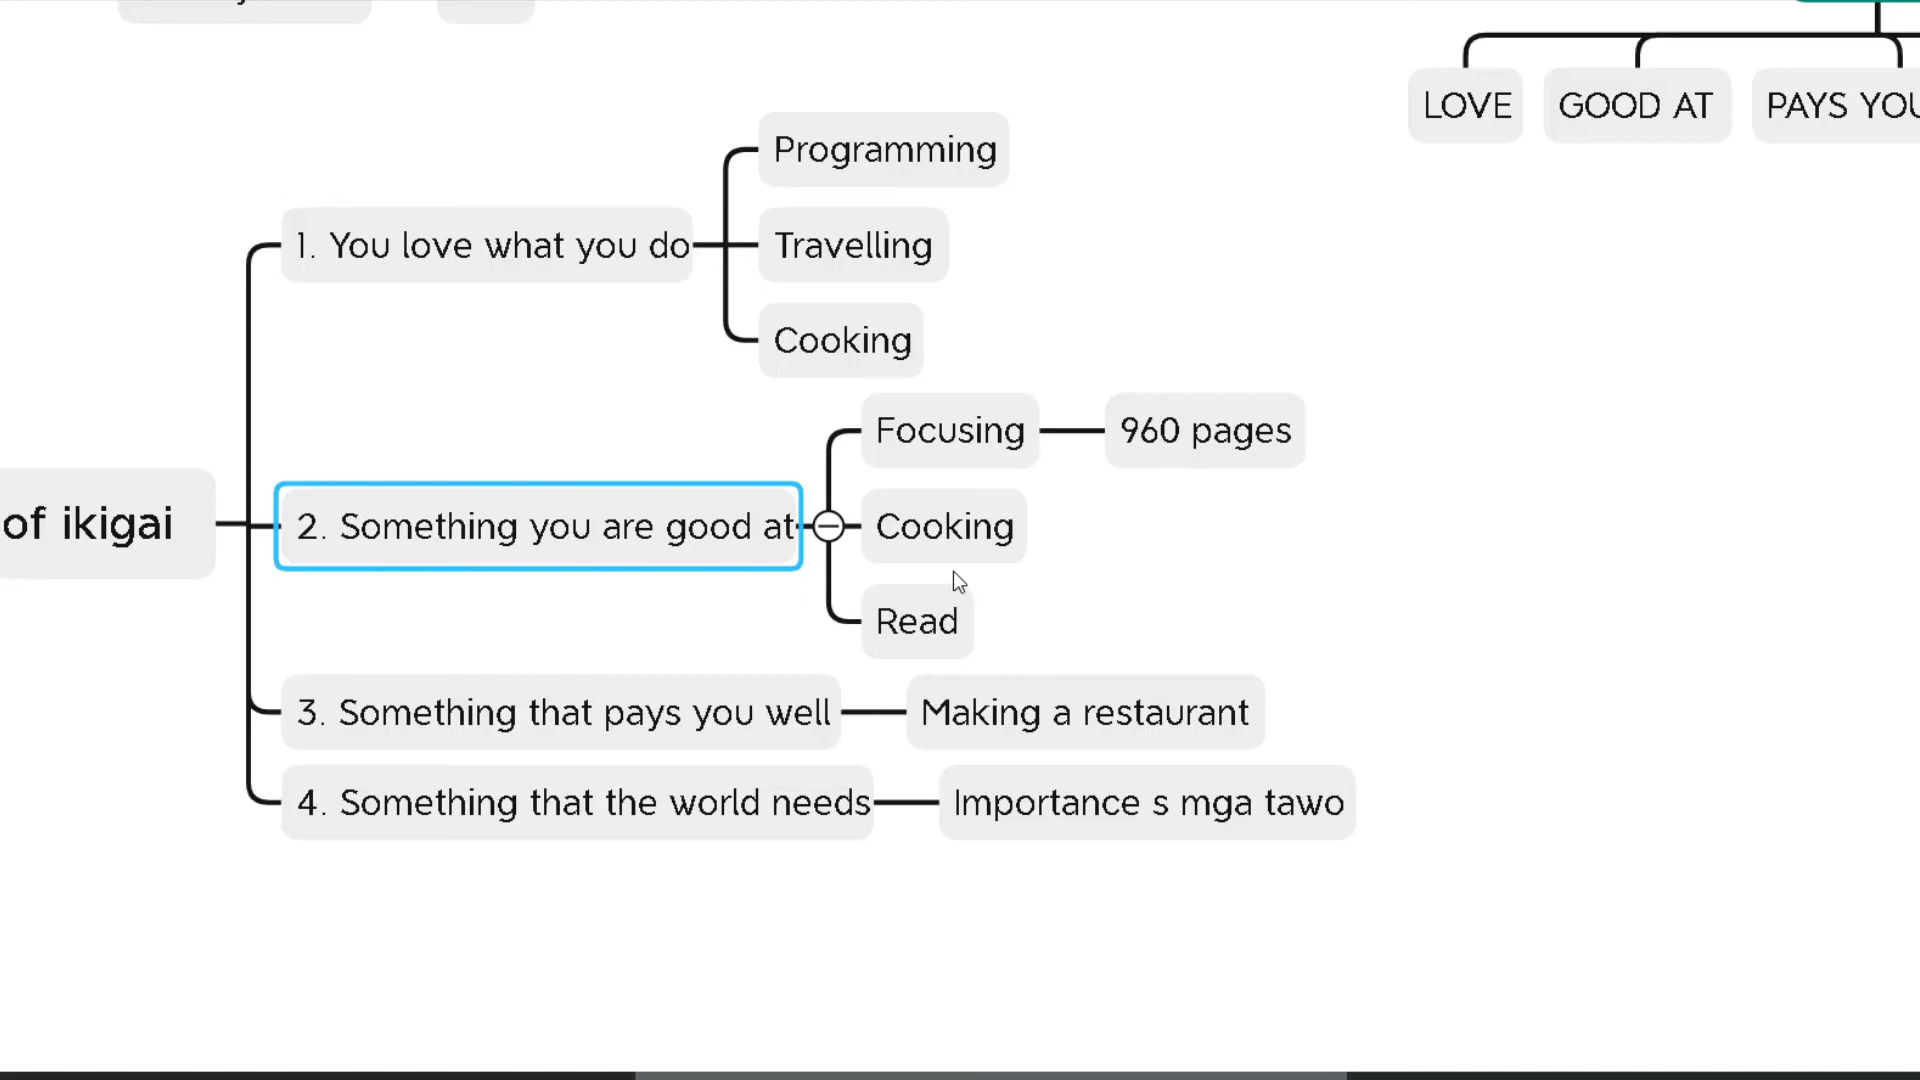 LOVE
GOOD AT
PAYS YOU
Programming
1. You love what you do
Travelling
Cooking
Focusing
960 pages
of ikigai
2. Something you are good at
Cooking
Read
3. Something that pays you well
Making a restaurant
4. Something that the world needs
Importance s mga tawo